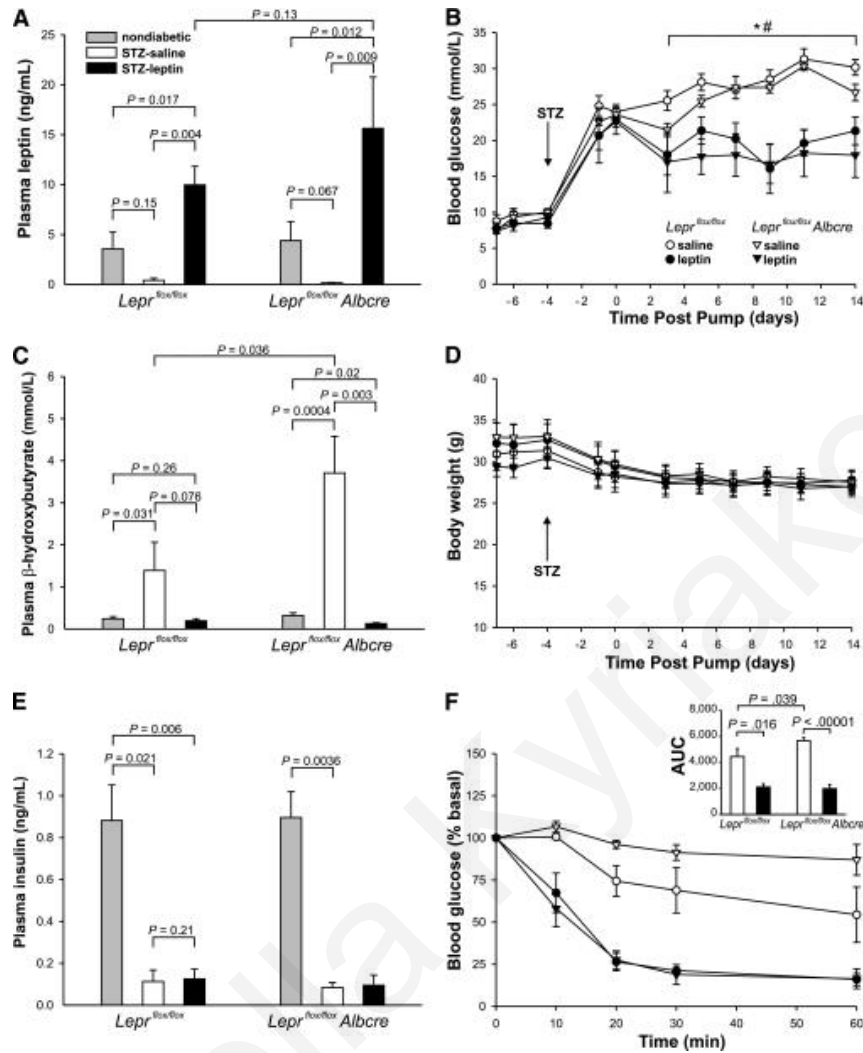 A
Plasma leptin (ng/mL)
nondiabetic
STZ-saline
STZ-leptin
P = 0.13
P = 0.012
P = 0.009
P = 0.017
P = 0.004
P = 0.15
P = 0.067
25
20
15
10
5
0
Lepr flox/flox
Lepr flox/flox Albcre
B
Blood glucose (mmol/L)
*#
STZ
35
30
25
20
15
10
5
0
Lepr flox/flox
Lepr flox/flox Albcre
saline
saline
leptin
leptin
-6 -4 -2 0 2 4 6 8 10 12 14
Time Post Pump (days)
C
Plasma β-hydroxybutyrate (mmol/L)
P = 0.036
P = 0.02
P = 0.003
P = 0.0004
P = 0.26
P = 0.076
P = 0.031
6
5
4
3
2
1
0
Lepr flox/flox
Lepr flox/flox Albcre
D
Body weight (g)
40
35
30
25
20
15
10
STZ
-6 -4 -2 0 2 4 6 8 10 12 14
Time Post Pump (days)
E
Plasma insulin (ng/mL)
P = 0.006
P = 0.021
P = 0.0036
P = 0.21
1.2
1.0
0.8
0.6
0.4
0.2
0.0
Lepr flox/flox
Lepr flox/flox Albcre
F
Blood glucose (% basal)
150
125
100
75
50
25
0
AUC
P = .039
P = .016
P < .00001
8,000
6,000
4,000
2,000
0
Lepr flox/flox
Lepr flox/flox Albcre
0 10 20 30 40 50 60
Time (min)